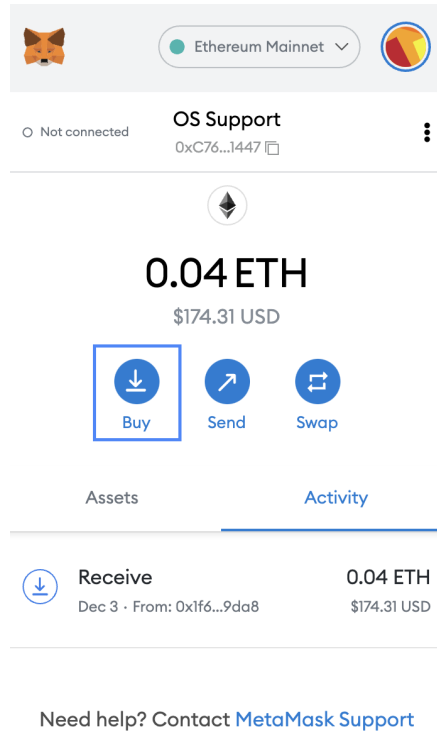 Ethereum Mainnet
Not connected
OS Support
0xC76...1447
0.04 ETH
$174.31 USD
Buy Send Swap
Assets Activity
Receive 0.04 ETH
Dec 3 · From: 0x1f6...9da8 $174.31 USD
Need help? Contact MetaMask Support